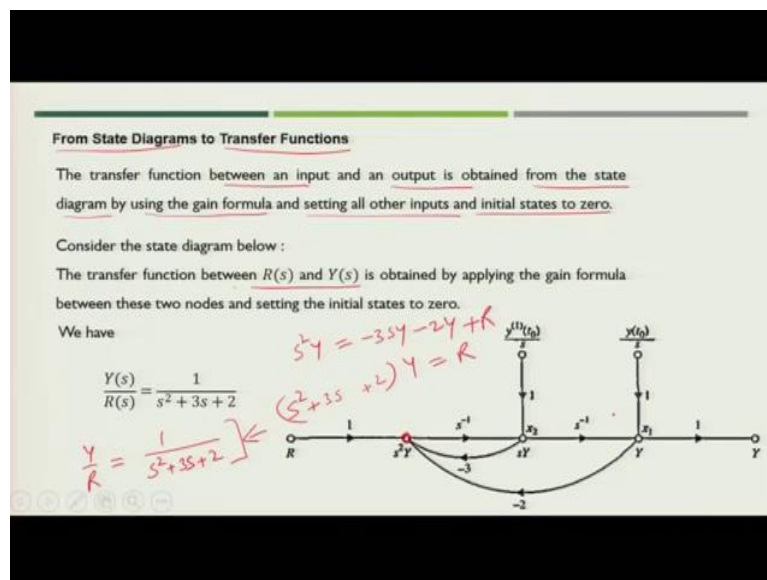 From State Diagrams to Transfer Functions
The transfer function between an input and an output is obtained from the state
diagram by using the gain formula and setting all other inputs and initial states to zero.
Consider the state diagram below :
The transfer function between R(s) and Y(s) is obtained by applying the gain formula
between these two nodes and setting the initial states to zero.
We have
s²Y = -3sY - 2Y + R
(s² + 3s + 2) Y = R
Y(s)/R(s) = 1/(s² + 3s + 2)
Y/R = 1/(s² + 3s + 2)
y⁽¹⁾(t₀)/s
y(t₀)/s
1
1
1 s⁻¹ x₂ s⁻¹ x₁ 1
R s²Y sY Y Y
-3
-2